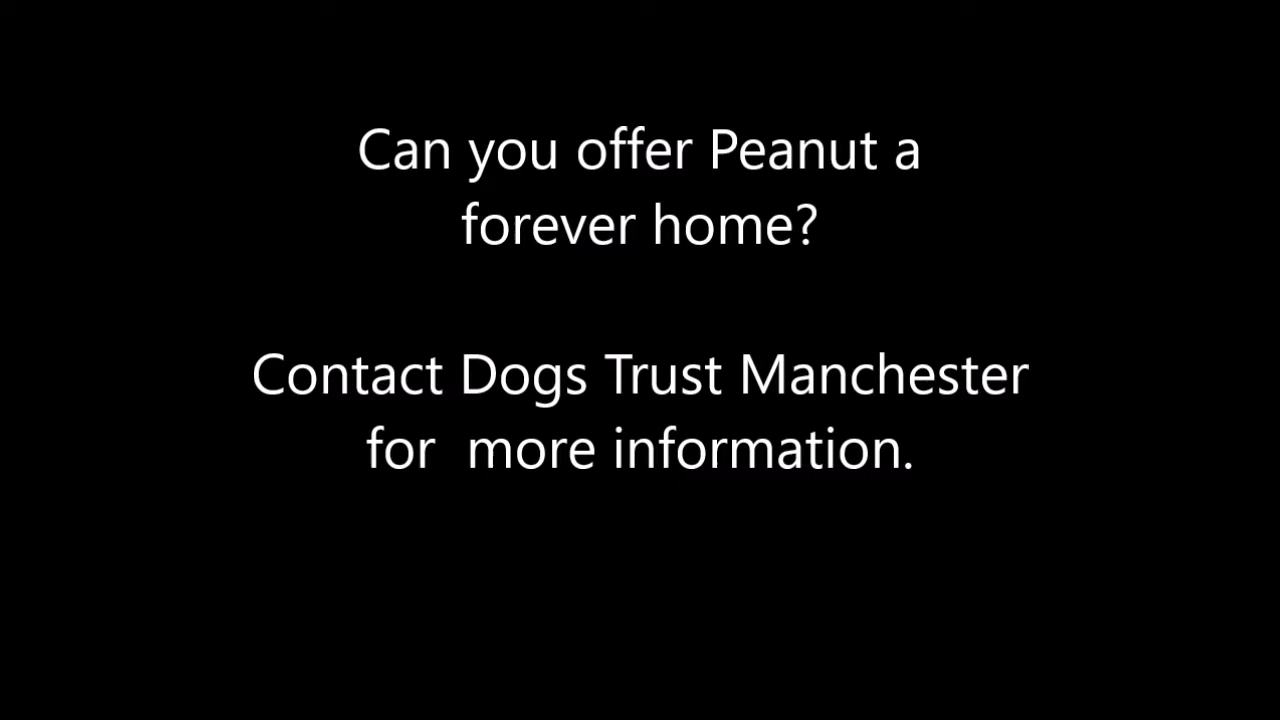 Can you offer Peanut a
forever home?
Contact Dogs Trust Manchester
for  more information.